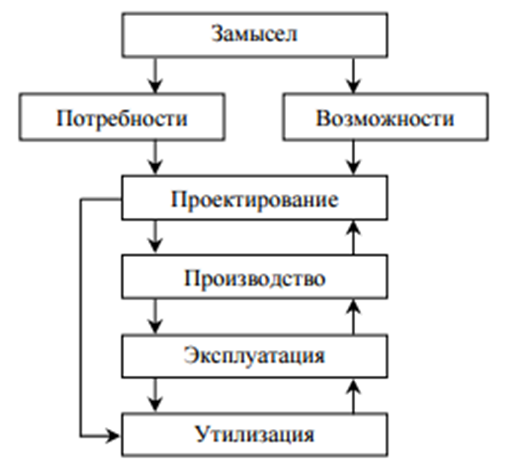 Замысел
Потребности
Возможности
Проектирование
Производство
Эксплуатация
Утилизация